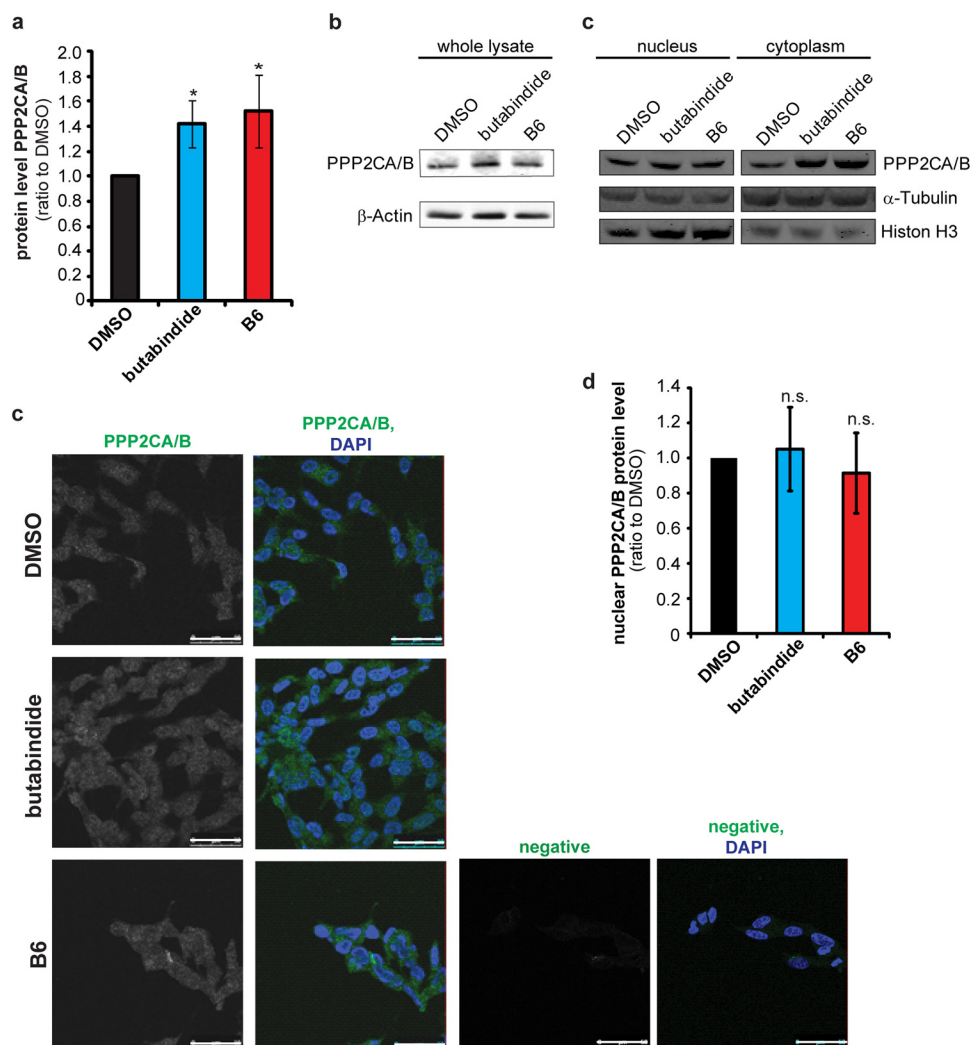 a
protein level PPP2CA/B
(ratio to DMSO)
2.0
1.8
1.6
1.4
1.2
1.0
0.8
0.6
0.4
0.2
0
*
*
DMSO
butabindide
B6
b
whole lysate
DMSO
butabindide
B6
PPP2CA/B
β-Actin
c
nucleus
cytoplasm
DMSO
butabindide
B6
DMSO
butabindide
B6
PPP2CA/B
α-Tubulin
Histon H3
c
PPP2CA/B
PPP2CA/B,
DAPI
DMSO
butabindide
B6
negative
negative,
DAPI
d
nuclear PPP2CA/B protein level
(ratio to DMSO)
1.4
1.2
1.0
0.8
0.6
0.4
0.2
0
n.s.
n.s.
DMSO
butabindide
B6